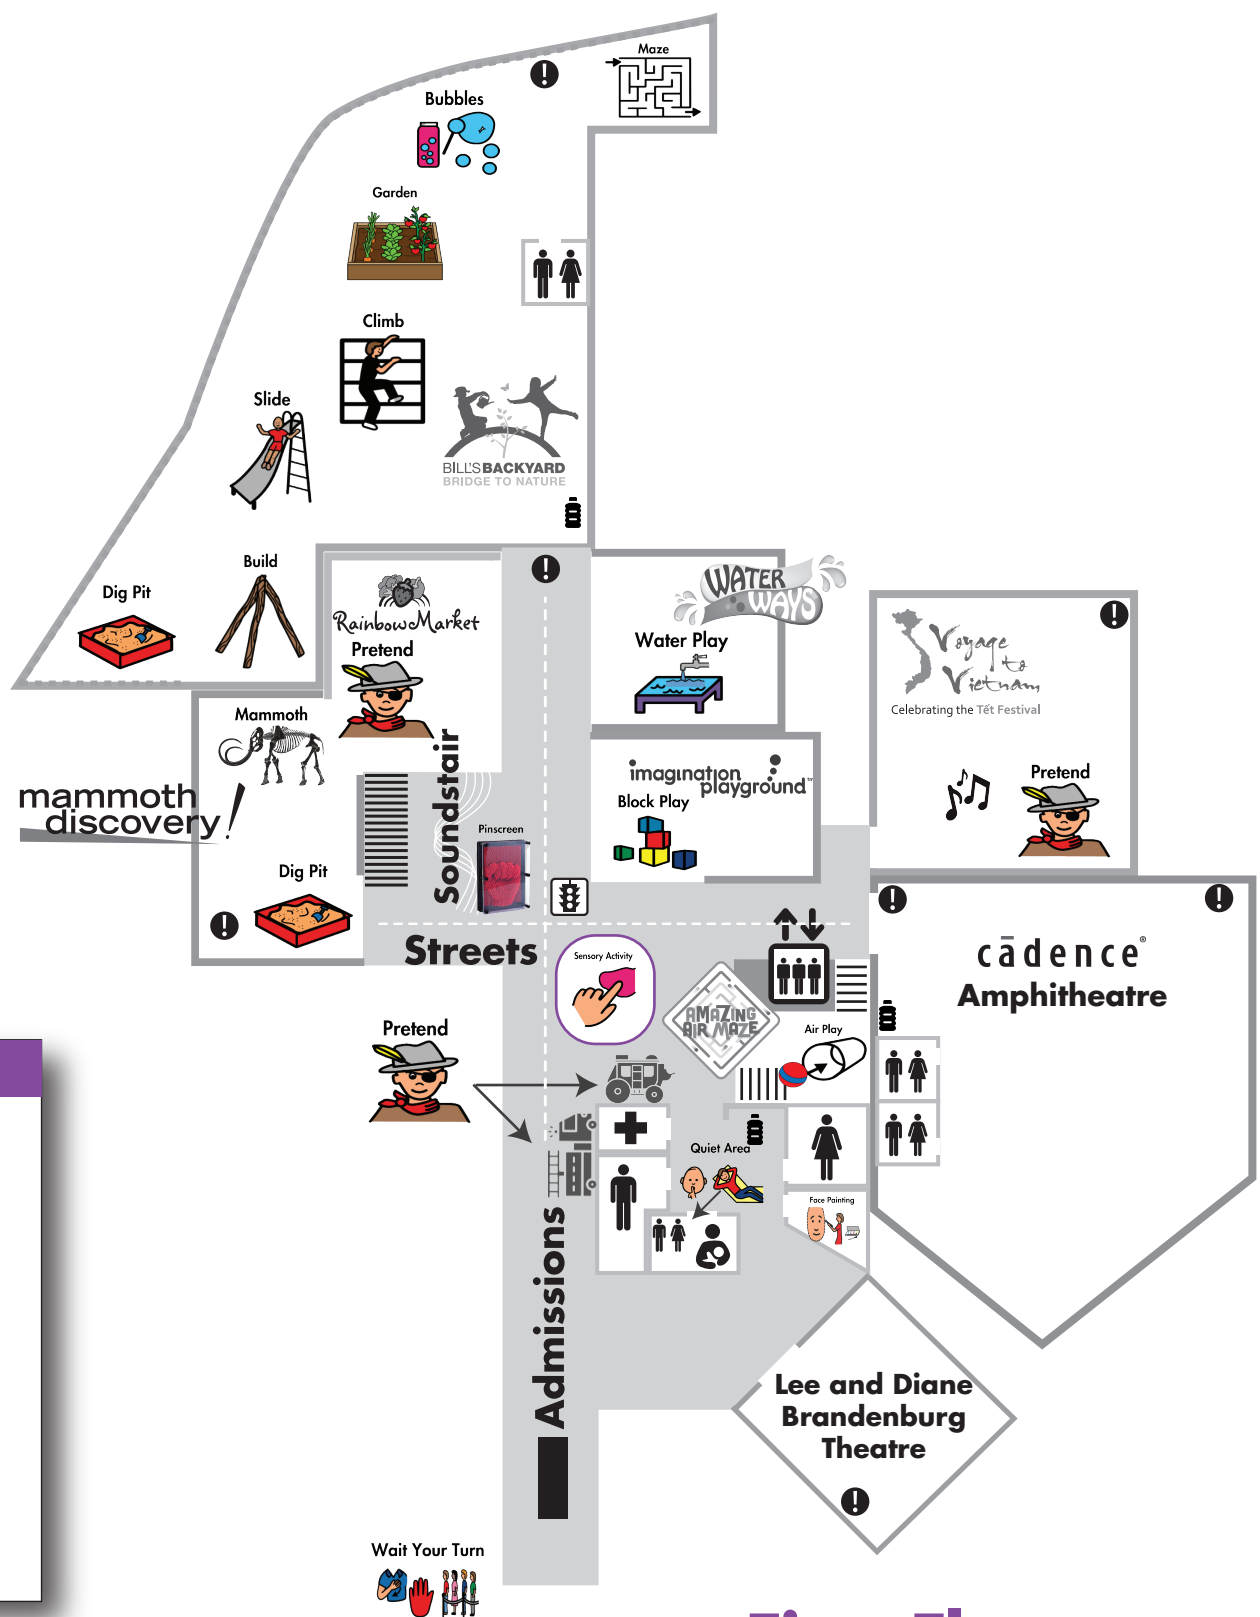 Maze
Bubbles
Garden
Climb
Slide
BILL'S BACKYARD
BRIDGE TO NATURE
Build
Dig Pit
Rainbow Market
Pretend
WATER
WAYS
Water Play
Voyage
to
Vietnam
Celebrating the Tết Festival
Pretend
Mammoth
mammoth
discovery!
Dig Pit
Soundstair
Pinscreen
imagination
playground™
Block Play
Streets
Sensory Activity
AMAZING
AIR MAZE
Air Play
cādence®
Amphitheatre
Pretend
Quiet Area
Face Painting
Admissions
Lee and Diane
Brandenburg
Theatre
Wait Your Turn